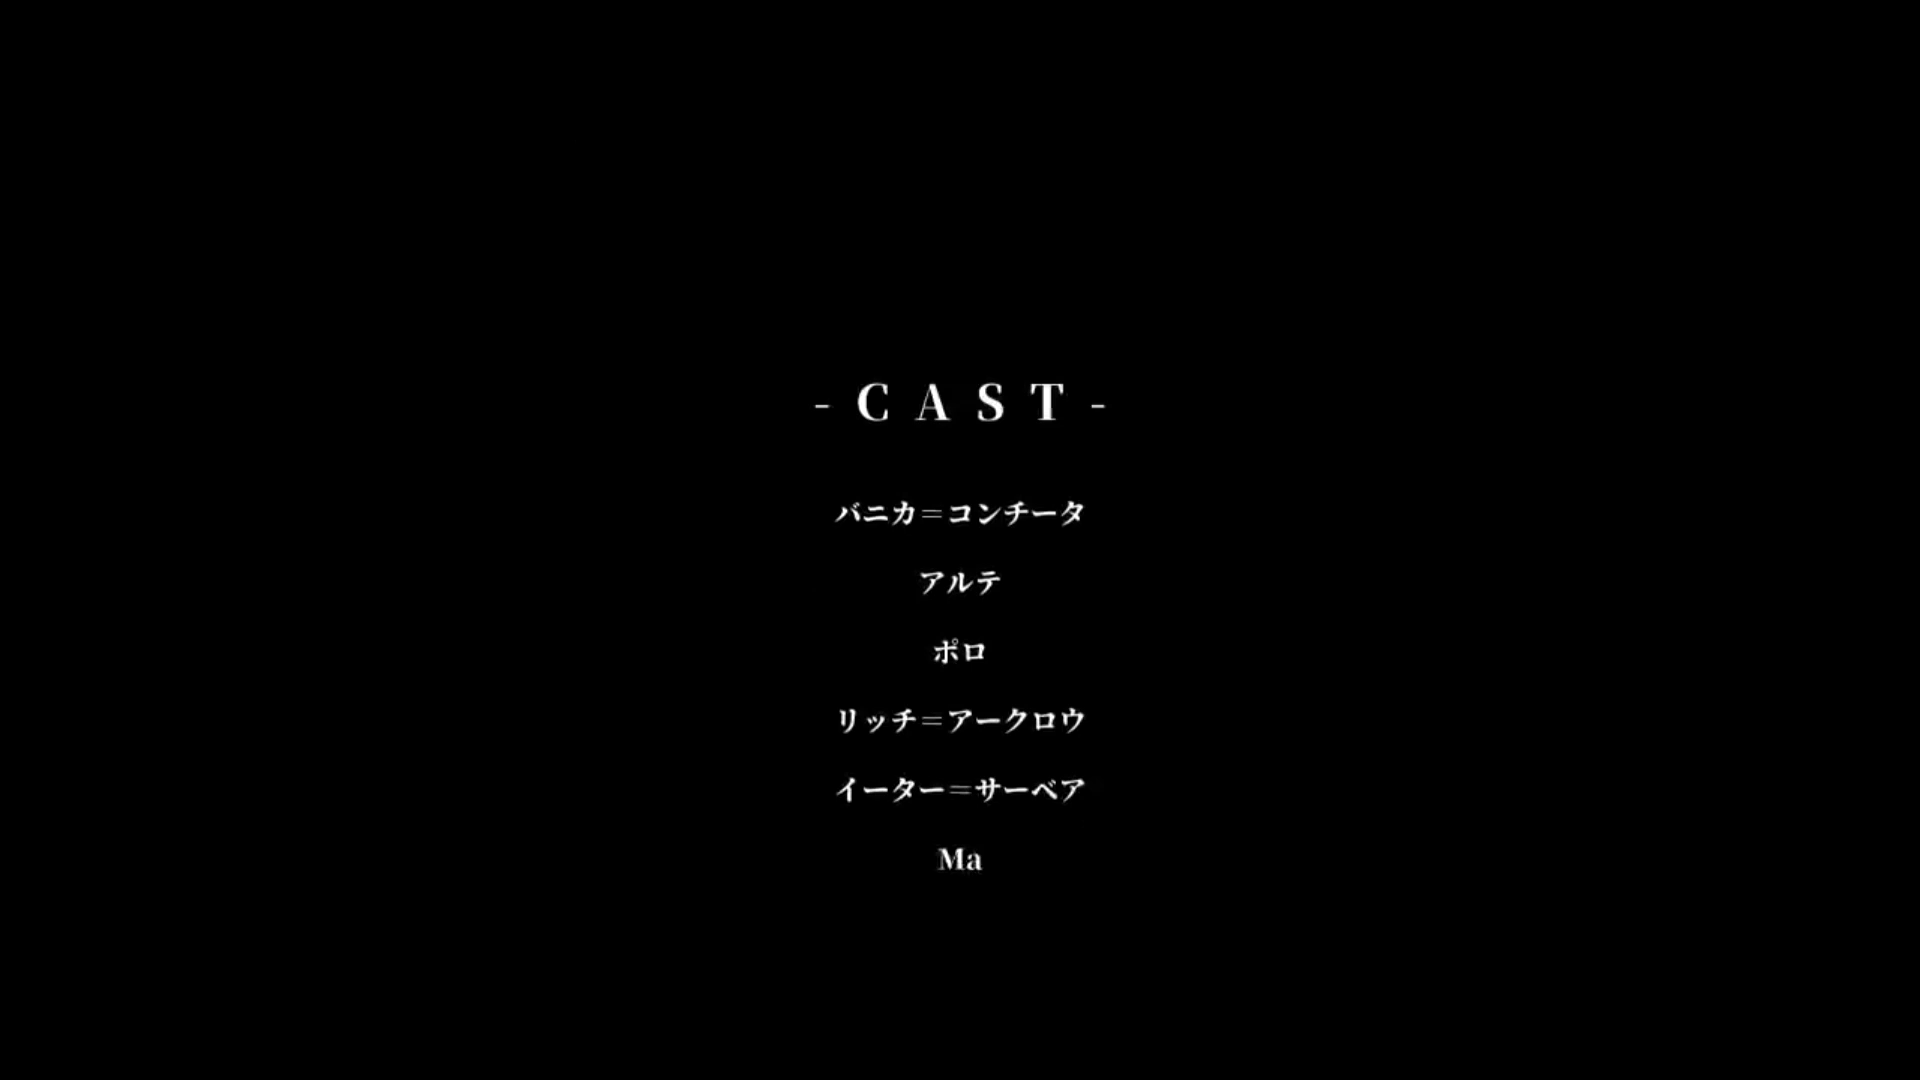 - C A S T -
バニカ＝コンチータ
アルテ
ポロ
リッチ＝アークロウ
イーター＝サーベア
Ma